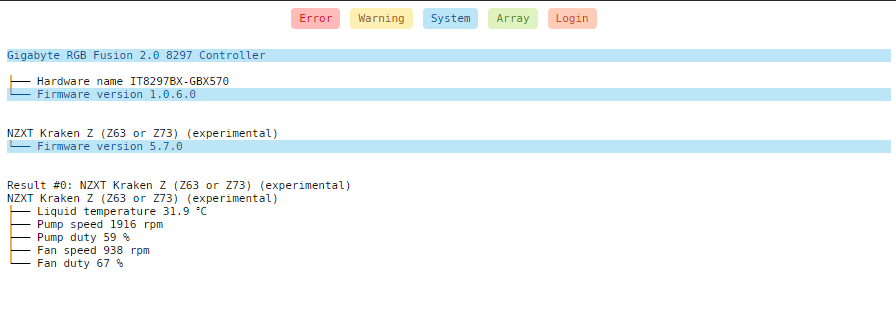 Error Warning System Array Login
Gigabyte RGB Fusion 2.0 8297 Controller
├── Hardware name IT8297BX-GBX570
└── Firmware version 1.0.6.0
NZXT Kraken Z (Z63 or Z73) (experimental)
└── Firmware version 5.7.0
Result #0: NZXT Kraken Z (Z63 or Z73) (experimental)
NZXT Kraken Z (Z63 or Z73) (experimental)
├── Liquid temperature 31.9 °C
├── Pump speed 1916 rpm
├── Pump duty 59 %
├── Fan speed 938 rpm
└── Fan duty 67 %